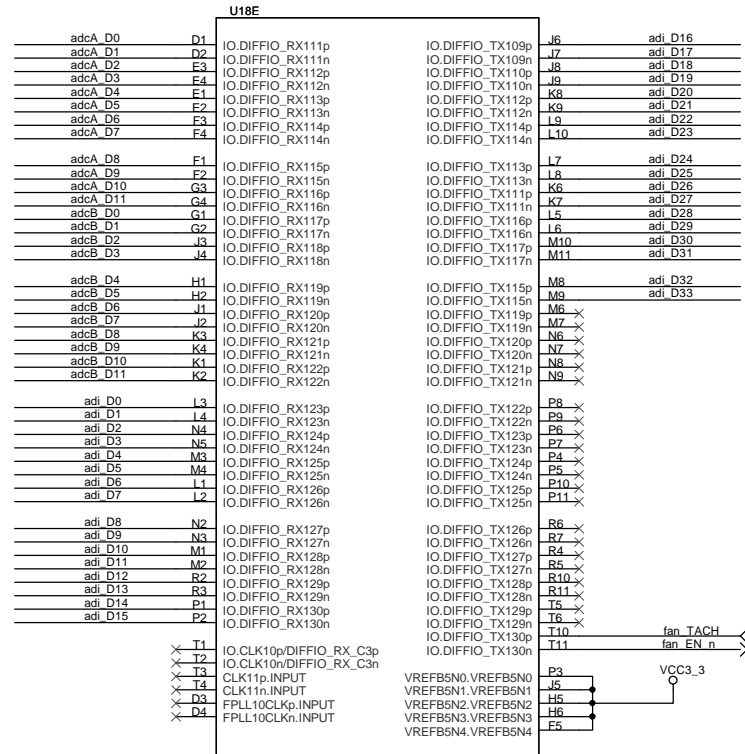 U18E
adcA_D0 D1 IO.DIFFIO_RX111p IO.DIFFIO_TX109p J6 adi_D16
adcA_D1 D2 IO.DIFFIO_RX111n IO.DIFFIO_TX109n J7 adi_D17
adcA_D2 E3 IO.DIFFIO_RX112p IO.DIFFIO_TX110p J8 adi_D18
adcA_D3 E4 IO.DIFFIO_RX112n IO.DIFFIO_TX110n J9 adi_D19
adcA_D4 E1 IO.DIFFIO_RX113p IO.DIFFIO_TX112p K8 adi_D20
adcA_D5 E2 IO.DIFFIO_RX113n IO.DIFFIO_TX112n K9 adi_D21
adcA_D6 F3 IO.DIFFIO_RX114p IO.DIFFIO_TX114p L9 adi_D22
adcA_D7 F4 IO.DIFFIO_RX114n IO.DIFFIO_TX114n L10 adi_D23
adcA_D8 F1 IO.DIFFIO_RX115p IO.DIFFIO_TX113p L7 adi_D24
adcA_D9 F2 IO.DIFFIO_RX115n IO.DIFFIO_TX113n L8 adi_D25
adcA_D10 G3 IO.DIFFIO_RX116p IO.DIFFIO_TX111p K6 adi_D26
adcA_D11 G4 IO.DIFFIO_RX116n IO.DIFFIO_TX111n K7 adi_D27
adcB_D0 G1 IO.DIFFIO_RX117p IO.DIFFIO_TX116p L5 adi_D28
adcB_D1 G2 IO.DIFFIO_RX117n IO.DIFFIO_TX116n L6 adi_D29
adcB_D2 J3 IO.DIFFIO_RX118p IO.DIFFIO_TX117p M10 adi_D30
adcB_D3 J4 IO.DIFFIO_RX118n IO.DIFFIO_TX117n M11 adi_D31
adcB_D4 H1 IO.DIFFIO_RX119p IO.DIFFIO_TX115p M8 adi_D32
adcB_D5 H2 IO.DIFFIO_RX119n IO.DIFFIO_TX115n M9 adi_D33
adcB_D6 J1 IO.DIFFIO_RX120p IO.DIFFIO_TX119p M6
adcB_D7 J2 IO.DIFFIO_RX120n IO.DIFFIO_TX119n M7
adcB_D8 K3 IO.DIFFIO_RX121p IO.DIFFIO_TX120p N6
adcB_D9 K4 IO.DIFFIO_RX121n IO.DIFFIO_TX120n N7
adcB_D10 K1 IO.DIFFIO_RX122p IO.DIFFIO_TX121p N8
adcB_D11 K2 IO.DIFFIO_RX122n IO.DIFFIO_TX121n N9
adi_D0 L3 IO.DIFFIO_RX123p IO.DIFFIO_TX122p P8
adi_D1 L4 IO.DIFFIO_RX123n IO.DIFFIO_TX122n P9
adi_D2 N4 IO.DIFFIO_RX124p IO.DIFFIO_TX123p P6
adi_D3 N5 IO.DIFFIO_RX124n IO.DIFFIO_TX123n P7
adi_D4 M3 IO.DIFFIO_RX125p IO.DIFFIO_TX124p P4
adi_D5 M4 IO.DIFFIO_RX125n IO.DIFFIO_TX124n P5
adi_D6 L1 IO.DIFFIO_RX126p IO.DIFFIO_TX125p P10
adi_D7 L2 IO.DIFFIO_RX126n IO.DIFFIO_TX125n P11
adi_D8 N2 IO.DIFFIO_RX127p IO.DIFFIO_TX126p R6
adi_D9 N3 IO.DIFFIO_RX127n IO.DIFFIO_TX126n R7
adi_D10 M1 IO.DIFFIO_RX128p IO.DIFFIO_TX127p R4
adi_D11 M2 IO.DIFFIO_RX128n IO.DIFFIO_TX127n R5
adi_D12 R2 IO.DIFFIO_RX129p IO.DIFFIO_TX128p R10
adi_D13 R3 IO.DIFFIO_RX129n IO.DIFFIO_TX128n R11
adi_D14 P1 IO.DIFFIO_RX130p IO.DIFFIO_TX129p T5
adi_D15 P2 IO.DIFFIO_RX130n IO.DIFFIO_TX129n T6
IO.DIFFIO_TX130p T10 fan_TACH
T1 IO.CLK10p/DIFFIO_RX_C3p IO.DIFFIO_TX130n T11 fan_EN_n
T2 IO.CLK10n/DIFFIO_RX_C3n
T3 CLK11p.INPUT VREFB5N0.VREFB5N0 P3 VCC3_3
T4 CLK11n.INPUT VREFB5N1.VREFB5N1 J5
D3 FPLL10CLKp.INPUT VREFB5N2.VREFB5N2 H5
D4 FPLL10CLKn.INPUT VREFB5N3.VREFB5N3 H6
VREFB5N4.VREFB5N4 F5